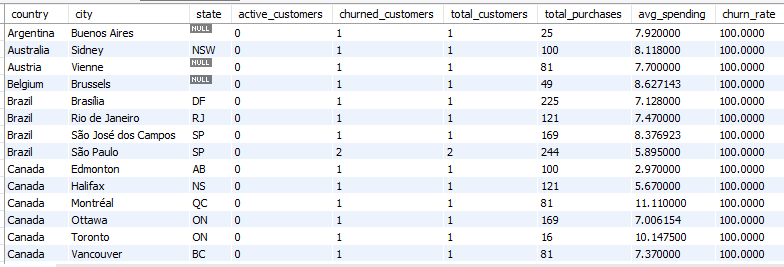 country city state active_customers churned_customers total_customers total_purchases avg_spending churn_rate
Argentina Buenos Aires NULL 0 1 1 25 7.920000 100.0000
Australia Sidney NSW 0 1 1 100 8.118000 100.0000
Austria Vienne NULL 0 1 1 81 7.700000 100.0000
Belgium Brussels NULL 0 1 1 49 8.627143 100.0000
Brazil Brasília DF 0 1 1 225 7.128000 100.0000
Brazil Rio de Janeiro RJ 0 1 1 121 7.470000 100.0000
Brazil São José dos Campos SP 0 1 1 169 8.376923 100.0000
Brazil São Paulo SP 0 2 2 244 5.895000 100.0000
Canada Edmonton AB 0 1 1 100 2.970000 100.0000
Canada Halifax NS 0 1 1 121 5.670000 100.0000
Canada Montréal QC 0 1 1 81 11.110000 100.0000
Canada Ottawa ON 0 1 1 169 7.006154 100.0000
Canada Toronto ON 0 1 1 16 10.147500 100.0000
Canada Vancouver BC 0 1 1 81 7.370000 100.0000